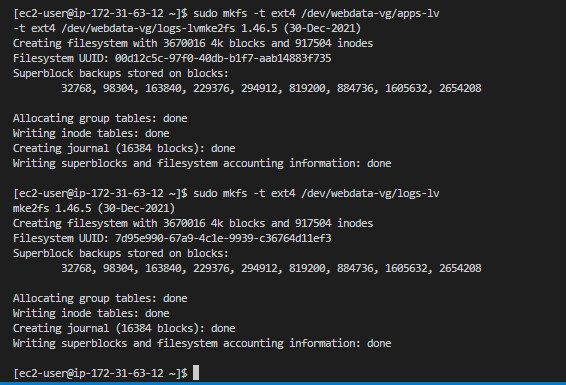 [ec2-user@ip-172-31-63-12 ~]$ sudo mkfs -t ext4 /dev/webdata-vg/apps-lv
-t ext4 /dev/webdata-vg/logs-lvmke2fs 1.46.5 (30-Dec-2021)
Creating filesystem with 3670016 4k blocks and 917504 inodes
Filesystem UUID: 00d12c5c-97f0-40db-b1f7-aab14883f735
Superblock backups stored on blocks:
32768, 98304, 163840, 229376, 294912, 819200, 884736, 1605632, 2654208
Allocating group tables: done
Writing inode tables: done
Creating journal (16384 blocks): done
Writing superblocks and filesystem accounting information: done
[ec2-user@ip-172-31-63-12 ~]$ sudo mkfs -t ext4 /dev/webdata-vg/logs-lv
mke2fs 1.46.5 (30-Dec-2021)
Creating filesystem with 3670016 4k blocks and 917504 inodes
Filesystem UUID: 7d95e990-67a9-4c1e-9939-c36764d11ef3
Superblock backups stored on blocks:
32768, 98304, 163840, 229376, 294912, 819200, 884736, 1605632, 2654208
Allocating group tables: done
Writing inode tables: done
Creating journal (16384 blocks): done
Writing superblocks and filesystem accounting information: done
[ec2-user@ip-172-31-63-12 ~]$